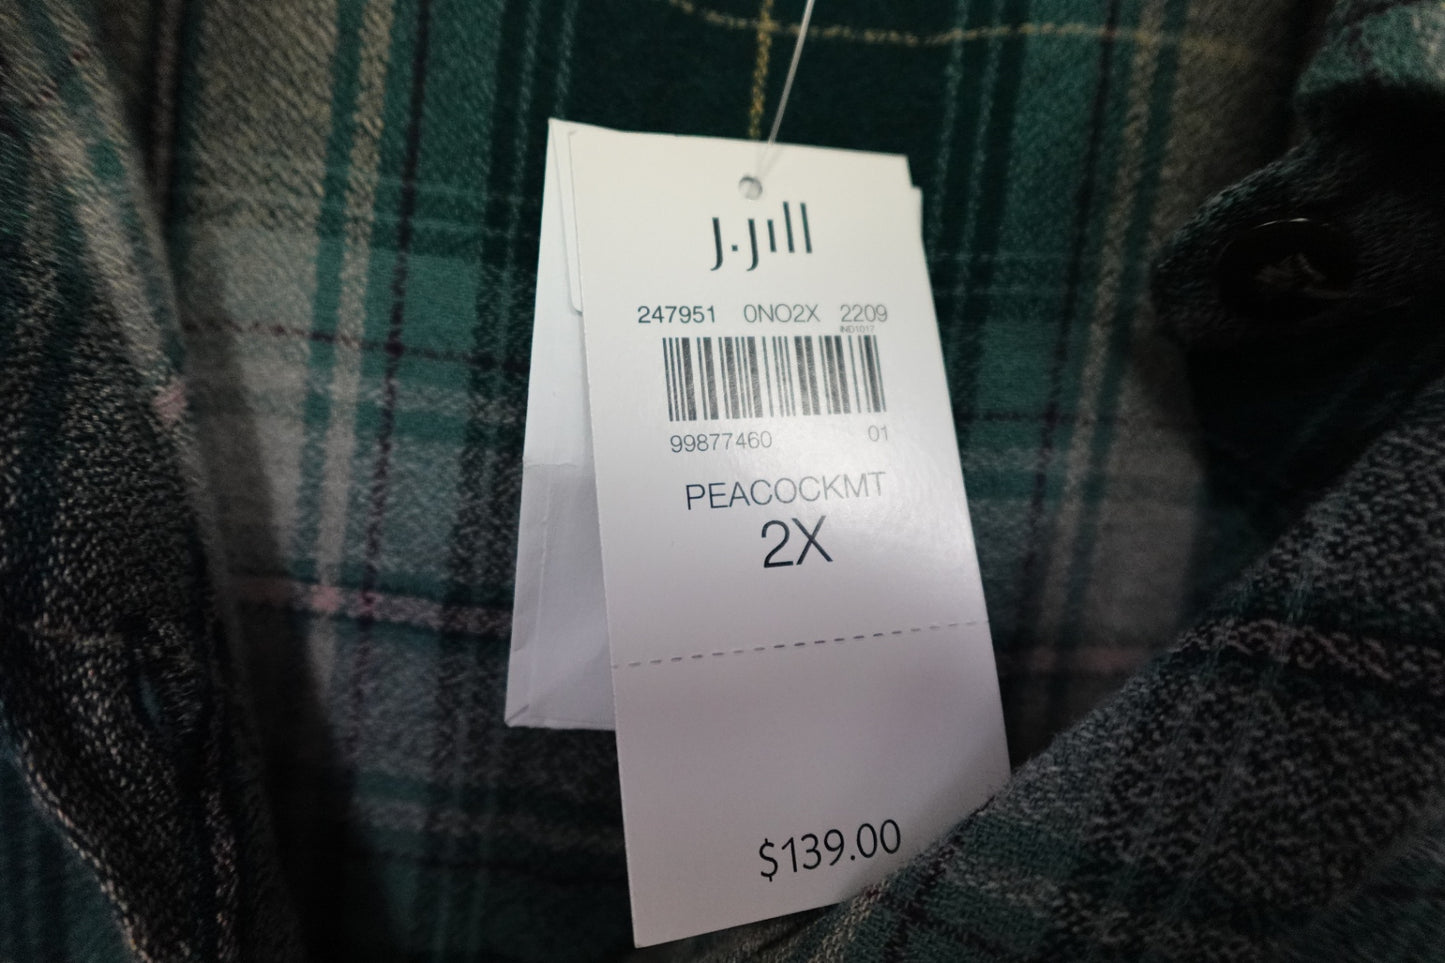 J.Jill
247951 0NO2X 2209
IND1017
99877460 01
PEACOCKMT
2X
$139.00